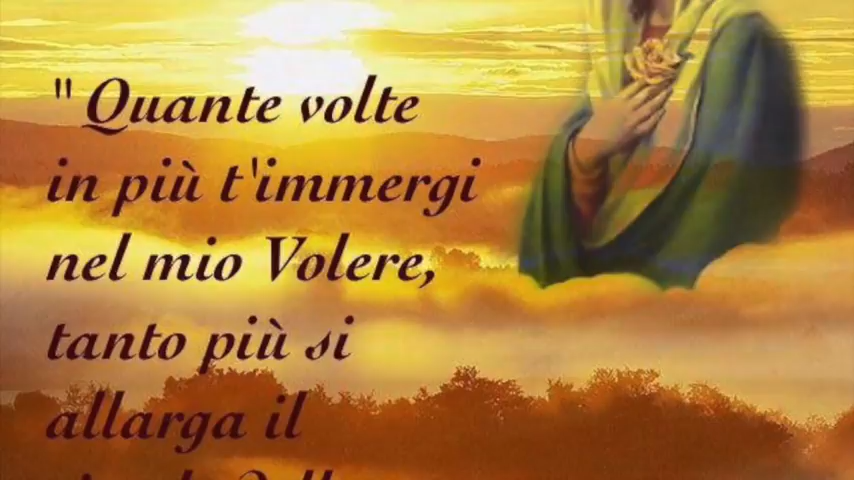 "Quante volte
in più t'immergi
nel mio Volere,
tanto più si
allarga il